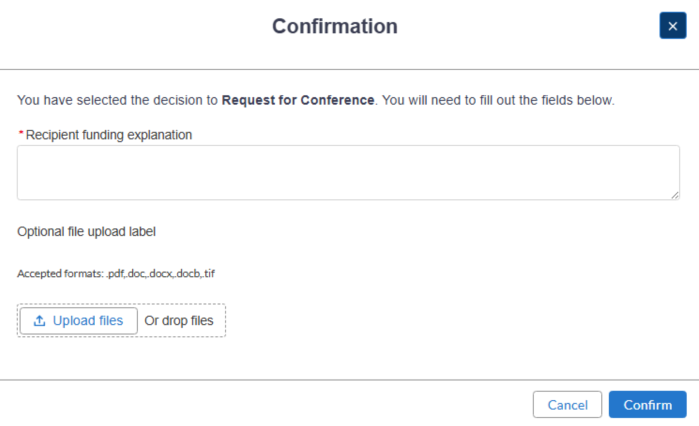 Confirmation
×
You have selected the decision to Request for Conference. You will need to fill out the fields below.
*Recipient funding explanation
Optional file upload label
Accepted formats: .pdf,.doc,.docx,.docb,.tif
Upload files Or drop files
Cancel Confirm